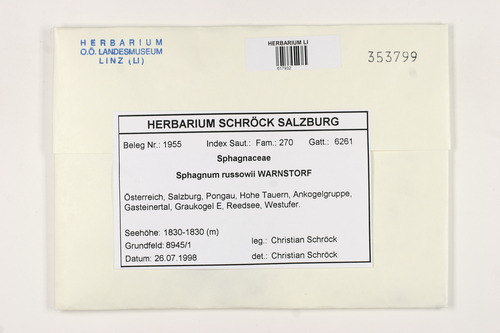 HERBARIUM
O.Ö. LANDESMUSEUM
LINZ (LI)
HERBARIUM LI
353799
HERBARIUM SCHRÖCK SALZBURG
Beleg Nr.: 1955 Index Saut.: Fam.: 270 Gatt.: 6261
Sphagnaceae
Sphagnum russowii WARNSTORF
Österreich, Salzburg, Pongau, Hohe Tauern, Ankogelgruppe,
Gasteinertal, Graukogel E, Reedsee, Westufer.
Seehöhe: 1830-1830 (m)
Grundfeld: 8945/1 leg.: Christian Schröck
Datum: 26.07.1998 det.: Christian Schröck